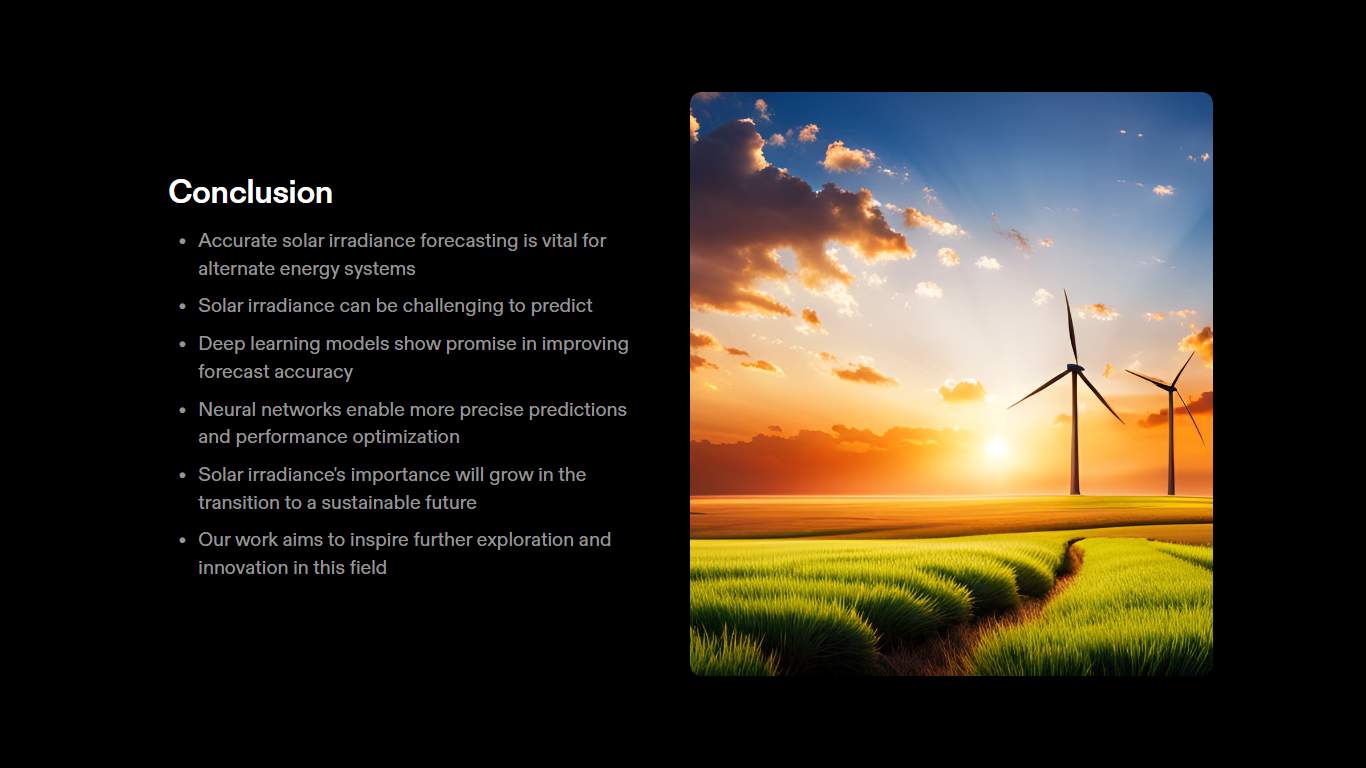 Conclusion
• Accurate solar irradiance forecasting is vital for
alternate energy systems
• Solar irradiance can be challenging to predict
• Deep learning models show promise in improving
forecast accuracy
• Neural networks enable more precise predictions
and performance optimization
• Solar irradiance's importance will grow in the
transition to a sustainable future
• Our work aims to inspire further exploration and
innovation in this field